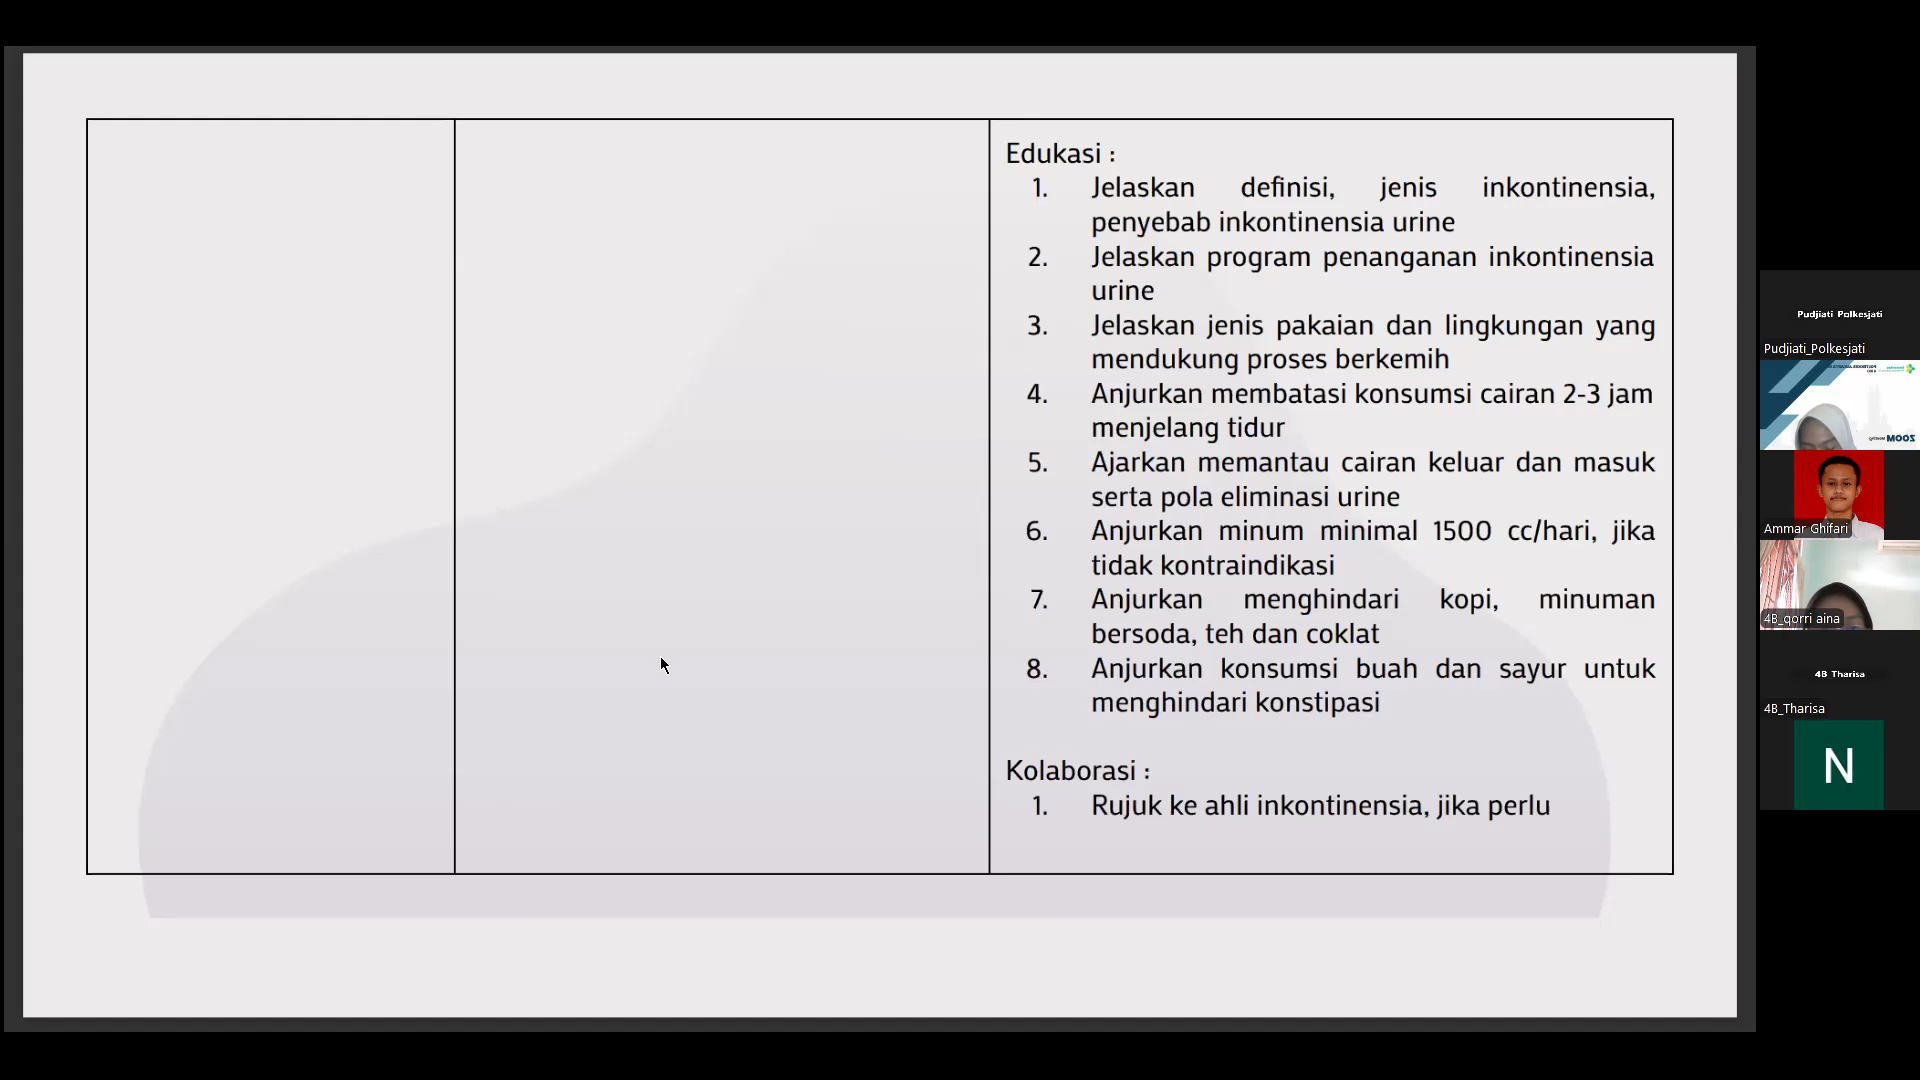 Edukasi :
1. Jelaskan definisi, jenis inkontinensia,
penyebab inkontinensia urine
2. Jelaskan program penanganan inkontinensia
urine
3. Jelaskan jenis pakaian dan lingkungan yang
mendukung proses berkemih
4. Anjurkan membatasi konsumsi cairan 2-3 jam
menjelang tidur
5. Ajarkan memantau cairan keluar dan masuk
serta pola eliminasi urine
6. Anjurkan minum minimal 1500 cc/hari, jika
tidak kontraindikasi
7. Anjurkan menghindari kopi, minuman
bersoda, teh dan coklat
8. Anjurkan konsumsi buah dan sayur untuk
menghindari konstipasi
Kolaborasi :
1. Rujuk ke ahli inkontinensia, jika perlu
Pudjiati Polkesjati
Pudjiati_Polkesjati
ZOOM
Ammar Ghifari
4B_qorri aina
4B Tharisa
4B_Tharisa
N